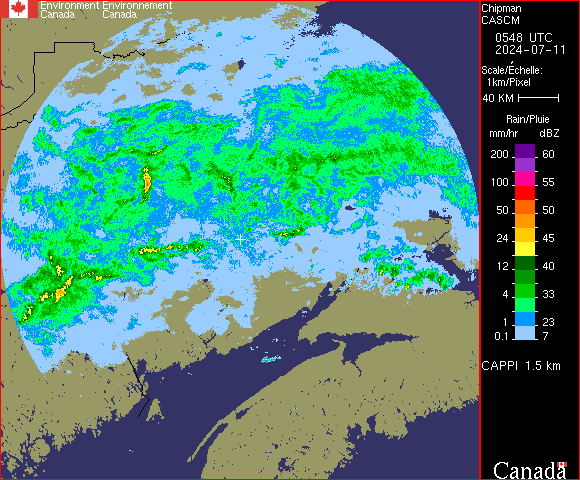 Environment Environnement
Canada Canada
Chipman
CASCM
0548 UTC
2024-07-11
Scale/Échelle:
1km/Pixel
40 KM
Rain/Pluie
mm/hr dBZ
200 60
100 55
50 50
24 45
12 40
4 33
1 23
0.1 7
CAPPI 1.5 km
Canada